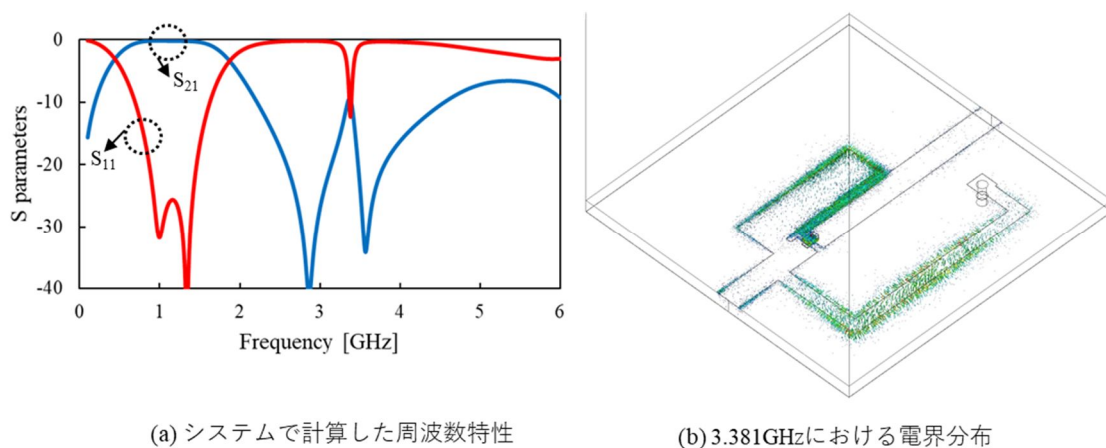 0
-10
-20
-30
-40
S parameters
S21
S11
0 1 2 3 4 5 6
Frequency [GHz]
(a) システムで計算した周波数特性
(b) 3.381GHzにおける電界分布